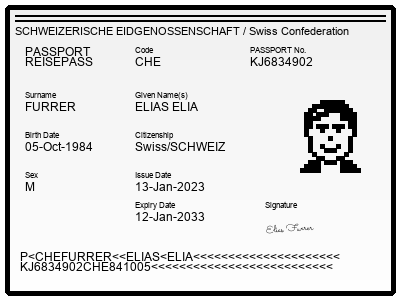 SCHWEIZERISCHE EIDGENOSSENSCHAFT / Swiss Confederation
PASSPORT
REISEPASS
Code
CHE
PASSPORT No.
KJ6834902
Surname
FURRER
Given Name(s)
ELIAS ELIA
Birth Date
05-Oct-1984
Citizenship
Swiss/SCHWEIZ
Sex
M
Issue Date
13-Jan-2023
Expiry Date
12-Jan-2033
Signature
Elias Furrer
P<CHEFURRER<<ELIAS<ELIA<<<<<<<<<<<<<<<<<<<<<
KJ6834902CHE841005<<<<<<<<<<<<<<<<<<<<<<<<<<